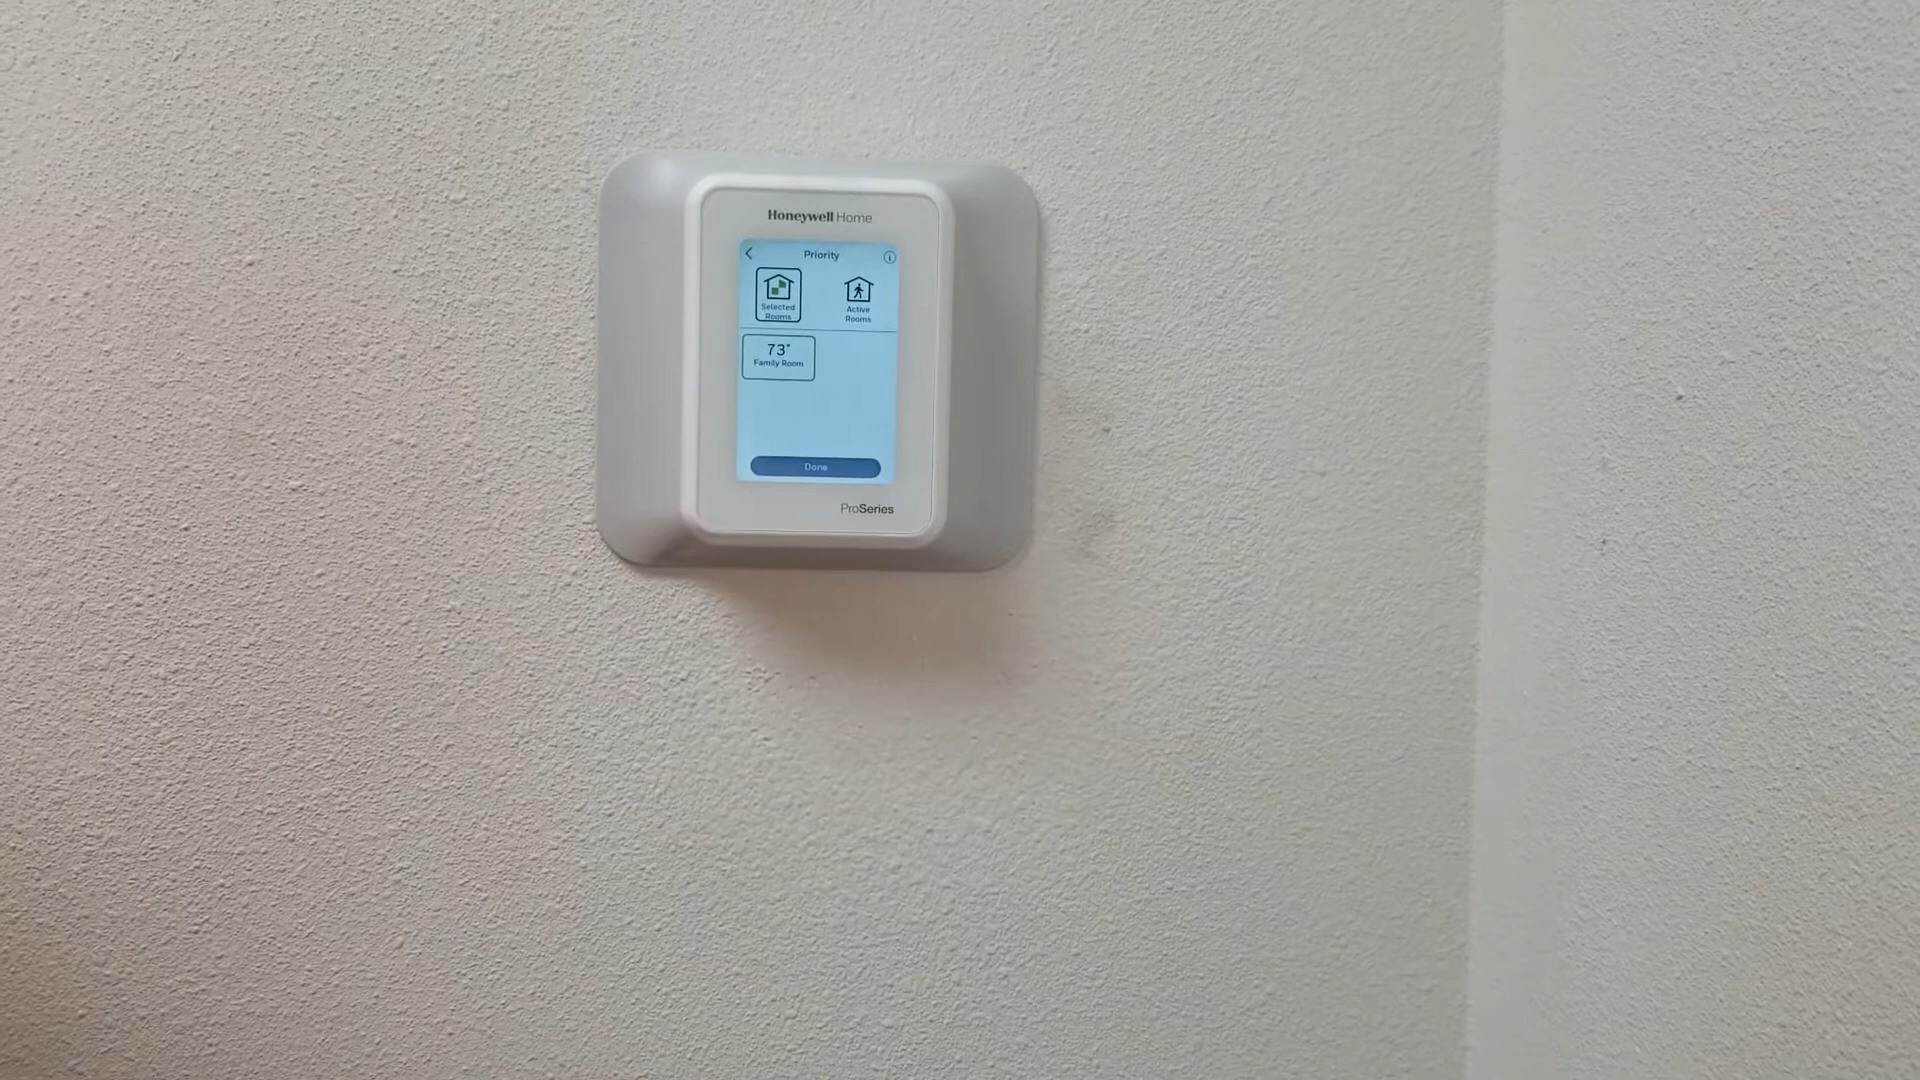 Honeywell Home
Priority
Selected
Rooms
Active
Rooms
73°
Family Room
Done
ProSeries